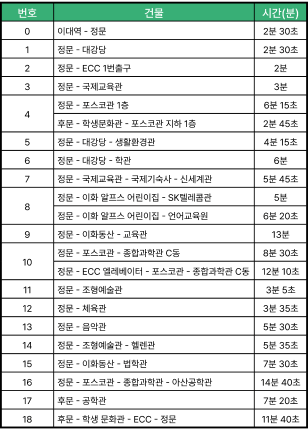 번호 건물 시간(분)
0 이대역 - 정문 2분 30초
1 정문 - 대강당 2분 30초
2 정문 - ECC 1번출구 2분
3 정문 - 국제교육관 3분
4 정문 - 포스코관 1층 6분 15초
후문 - 학생문화관 - 포스코관 지하 1층 2분 45초
5 정문 - 대강당 - 생활환경관 4분 15초
6 정문 - 대강당 - 학관 6분
7 정문 - 국제교육관 - 국제기숙사 - 신세계관 5분 45초
8 정문 - 이화 알프스 어린이집 - SK텔레콤관 5분
정문 - 이화 알프스 어린이집 - 언어교육원 6분 20초
9 정문 - 이화동산 - 교육관 13분
10 정문 - 포스코관 - 종합과학관 C동 8분 30초
정문 - ECC 엘레베이터 - 포스코관 - 종합과학관 C동 12분 10초
11 정문 - 조형예술관 3분 5초
12 정문 - 체육관 3분 35초
13 정문 - 음악관 5분 30초
14 정문 - 조형예술관 - 헬렌관 5분 35초
15 정문 - 이화동산 - 법학관 7분 30초
16 정문 - 포스코관 - 종합과학관 - 아산공학관 14분 40초
17 후문 - 공학관 7분 20초
18 후문 - 학생 문화관 - ECC - 정문 11분 40초